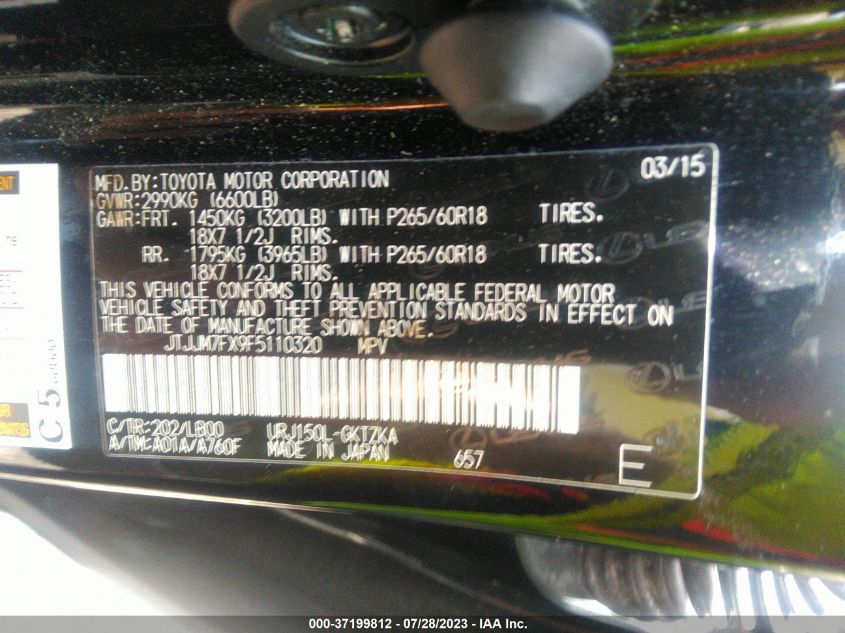 03/15
MFD.BY:TOYOTA MOTOR CORPORATION
GVWR:2990KG (6600LB)
GAWR:FRT. 1450KG (3200LB) WITH P265/60R18 TIRES.
18X7 1/2J RIMS.
RR. 1795KG (3965LB) WITH P265/60R18 TIRES.
18X7 1/2J RIMS.
THIS VEHICLE CONFORMS TO ALL APPLICABLE FEDERAL MOTOR
VEHICLE SAFETY AND THEFT PREVENTION STANDARDS IN EFFECT ON
THE DATE OF MANUFACTURE SHOWN ABOVE.
JTJJM7FX9F5110320 MPV
C/TR:202/LB00 URJ150L-GKTZKA
A/TM:A01A/A760F MADE IN JAPAN 657 E
C5
000-37199812 - 07/28/2023 - IAA Inc.